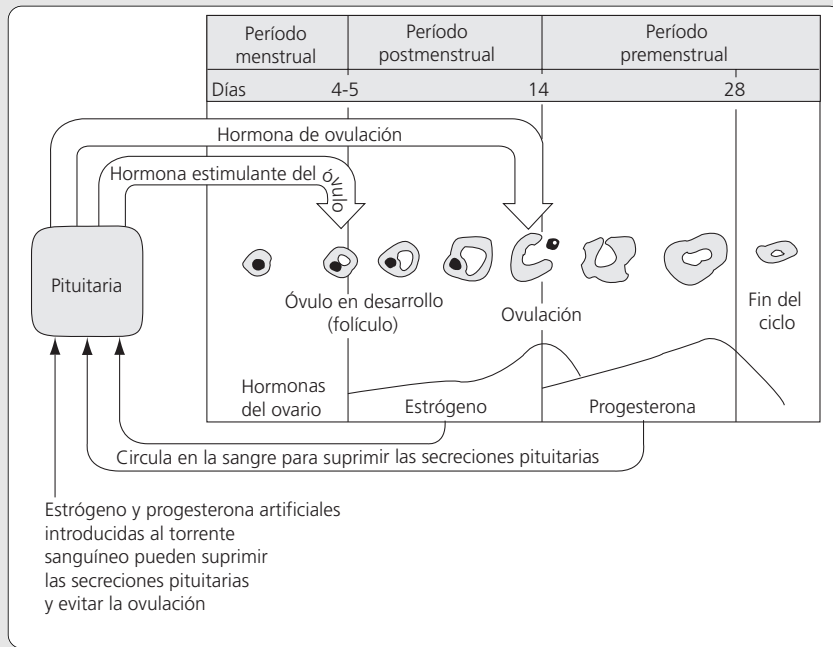 Período
menstrual
Período
postmenstrual
Período
premenstrual
Días 4-5 14 28
Hormona de ovulación
Hormona estimulante del óvulo
Pituitaria
Óvulo en desarrollo
(folículo)
Ovulación
Fin del
ciclo
Hormonas
del ovario
Estrógeno
Progesterona
Circula en la sangre para suprimir las secreciones pituitarias
Estrógeno y progesterona artificiales
introducidas al torrente
sanguíneo pueden suprimir
las secreciones pituitarias
y evitar la ovulación